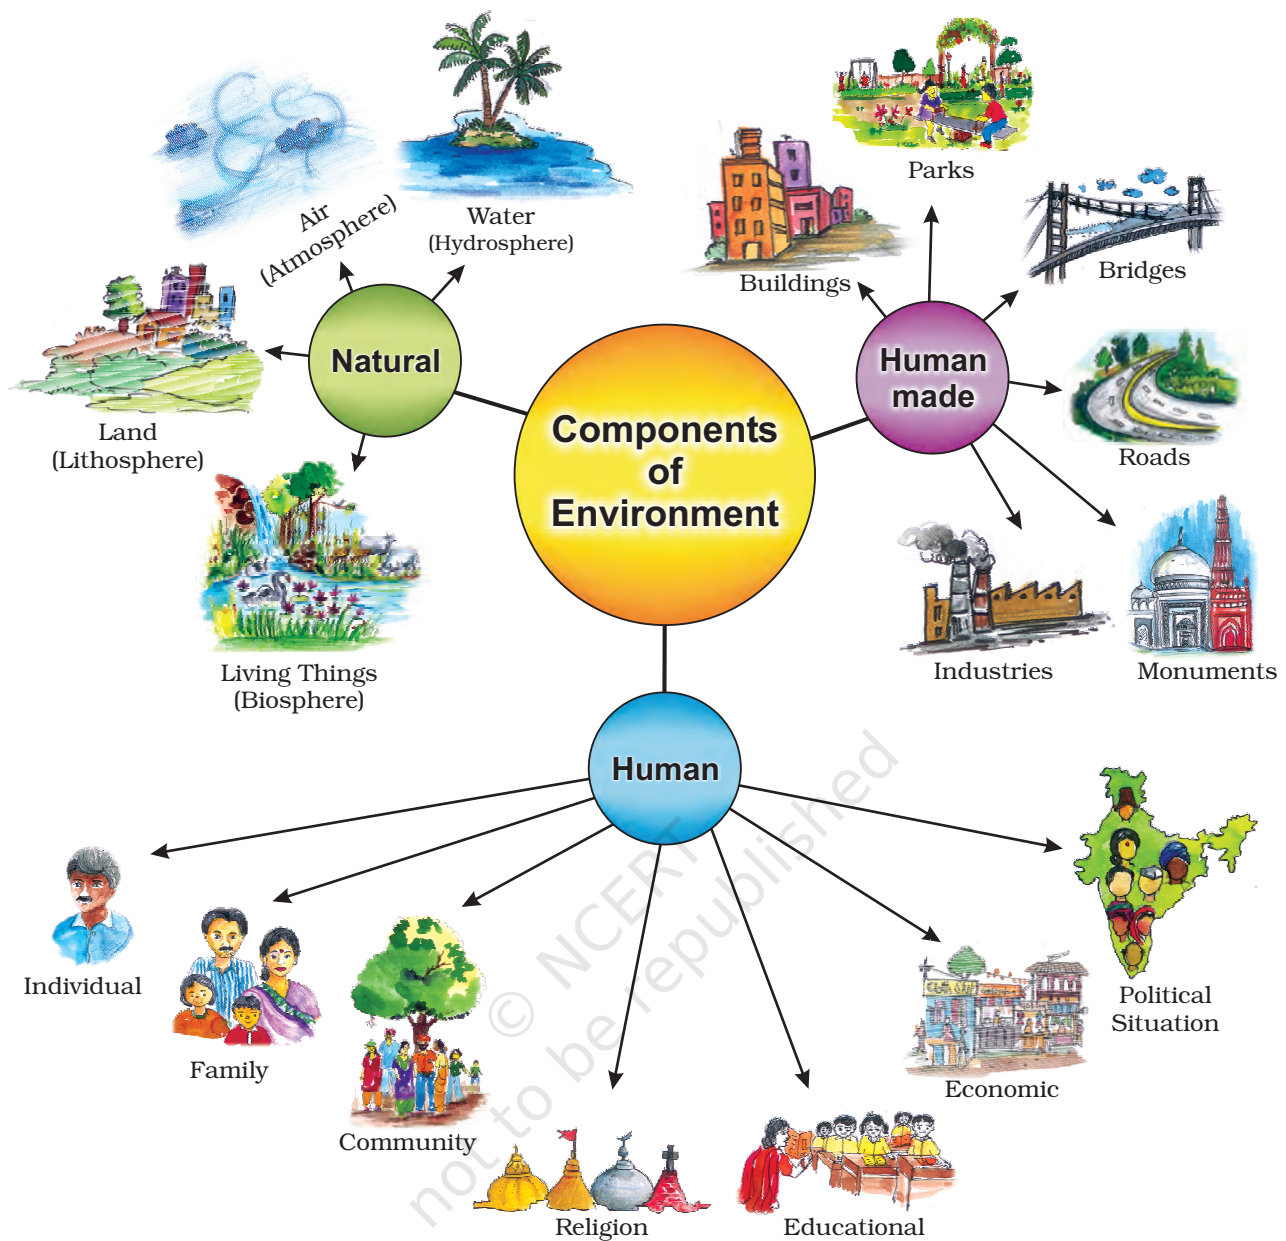 Components
of
Environment
Natural
Air
(Atmosphere)
Water
(Hydrosphere)
Land
(Lithosphere)
Living Things
(Biosphere)
Human
made
Buildings
Parks
Bridges
Roads
Monuments
Industries
Human
Individual
Family
Community
Religion
Educational
Economic
Political
Situation
© NCERT
not to be republished